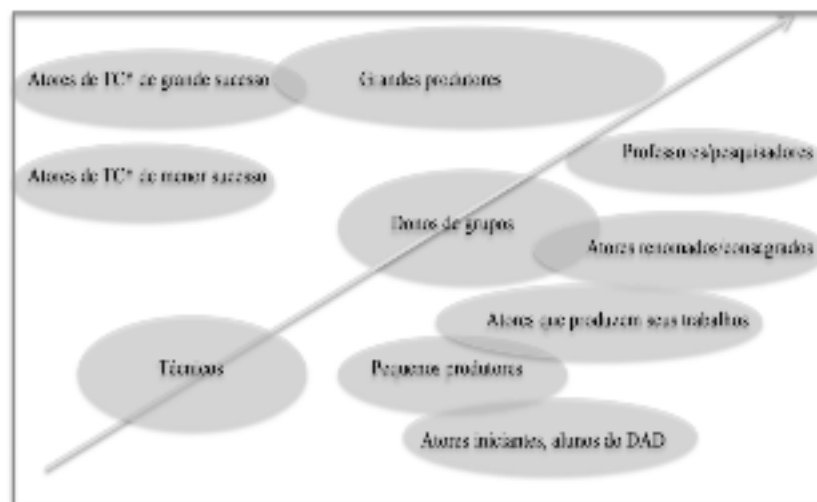 Atores de TC* de grande sucesso
Grandes produtores
Professores/pesquisadores
Atores de TC* de menor sucesso
Donos de grupos
Atores renomados/consagrados
Atores que produzem seus trabalhos
Técnicos
Pequenos produtores
Atores iniciantes, alunos do DAD